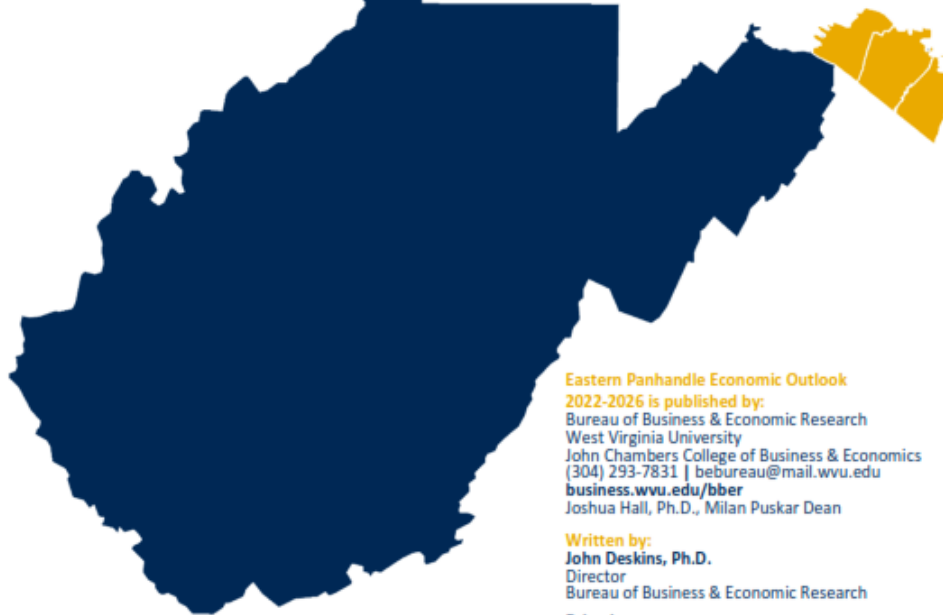 Eastern Panhandle Economic Outlook
2022-2026 is published by:
Bureau of Business & Economic Research
West Virginia University
John Chambers College of Business & Economics
(304) 293-7831 | bebureau@mail.wvu.edu
business.wvu.edu/bber
Joshua Hall, Ph.D., Milan Puskar Dean
Written by:
John Deskins, Ph.D.
Director
Bureau of Business & Economic Research